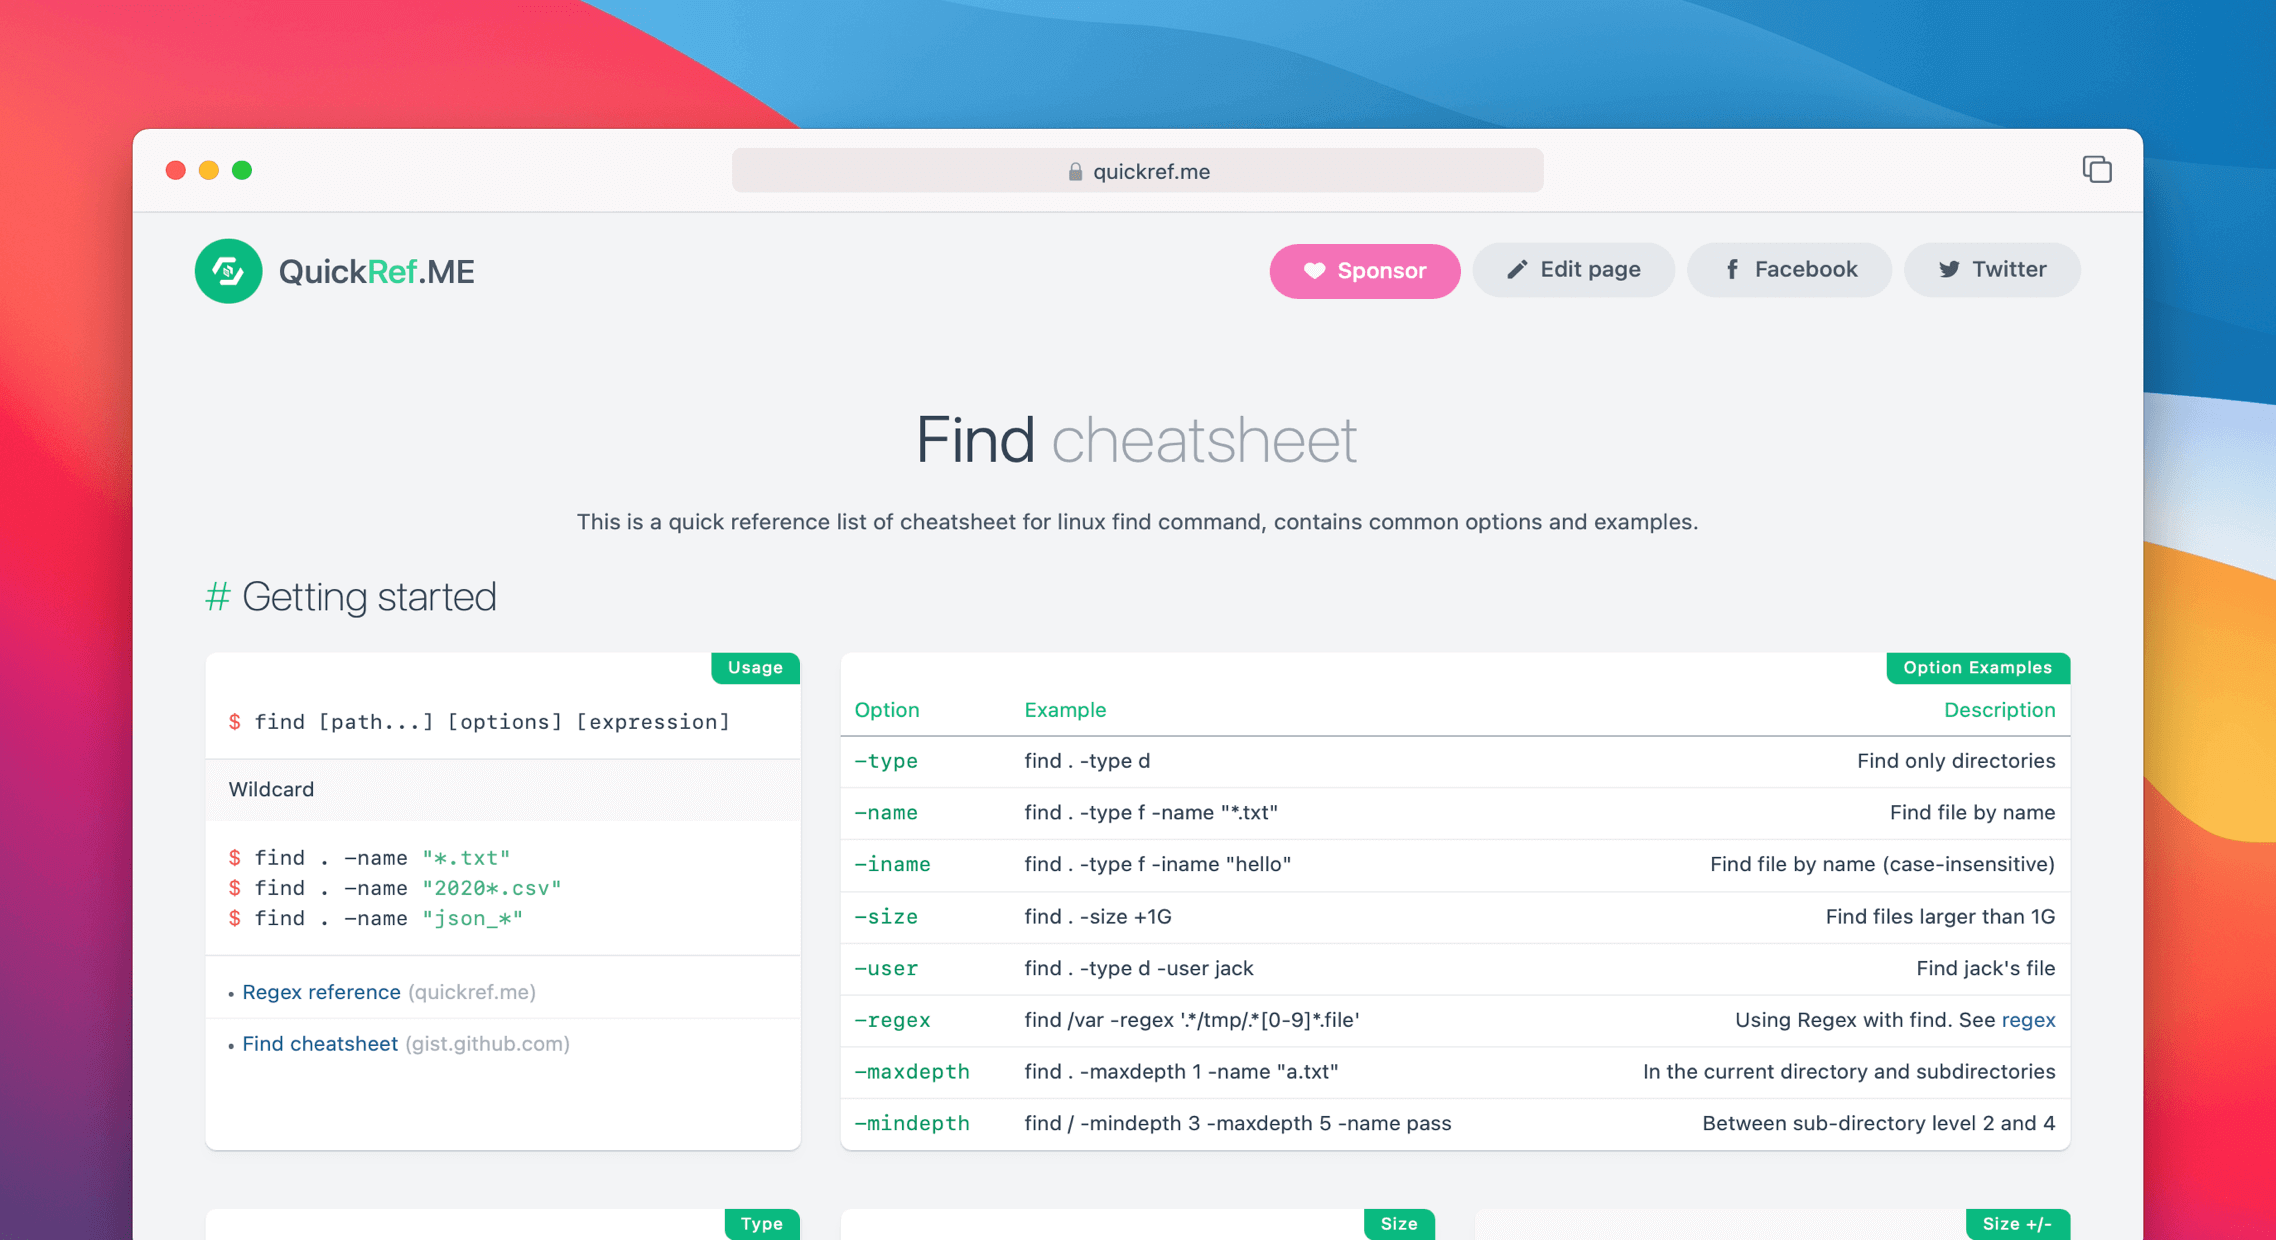 quickref.me
QuickRef.ME
Sponsor
Edit page
Facebook
Twitter
Find cheatsheet
This is a quick reference list of cheatsheet for linux find command, contains common options and examples.
# Getting started
Usage
$ find [path...] [options] [expression]
Wildcard
$ find . -name "*.txt"
$ find . -name "2020*.csv"
$ find . -name "json_*"
• Regex reference (quickref.me)
• Find cheatsheet (gist.github.com)
Option Examples
Option Example Description
-type find . -type d Find only directories
-name find . -type f -name "*.txt" Find file by name
-iname find . -type f -iname "hello" Find file by name (case-insensitive)
-size find . -size +1G Find files larger than 1G
-user find . -type d -user jack Find jack's file
-regex find /var -regex '.*/tmp/.*[0-9]*.file' Using Regex with find. See regex
-maxdepth find . -maxdepth 1 -name "a.txt" In the current directory and subdirectories
-mindepth find / -mindepth 3 -maxdepth 5 -name pass Between sub-directory level 2 and 4
Type
Size
Size +/-